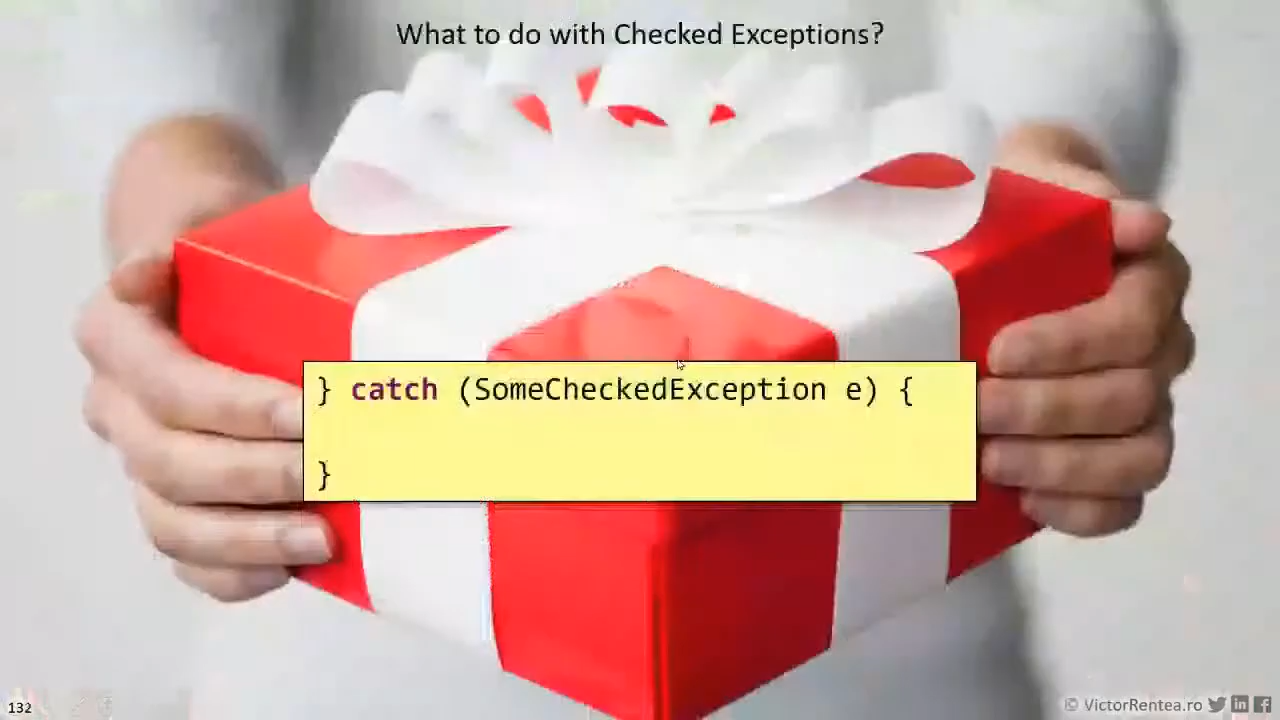 What to do with Checked Exceptions?
} catch (SomeCheckedException e) {
}
132
© VictorRentea.ro